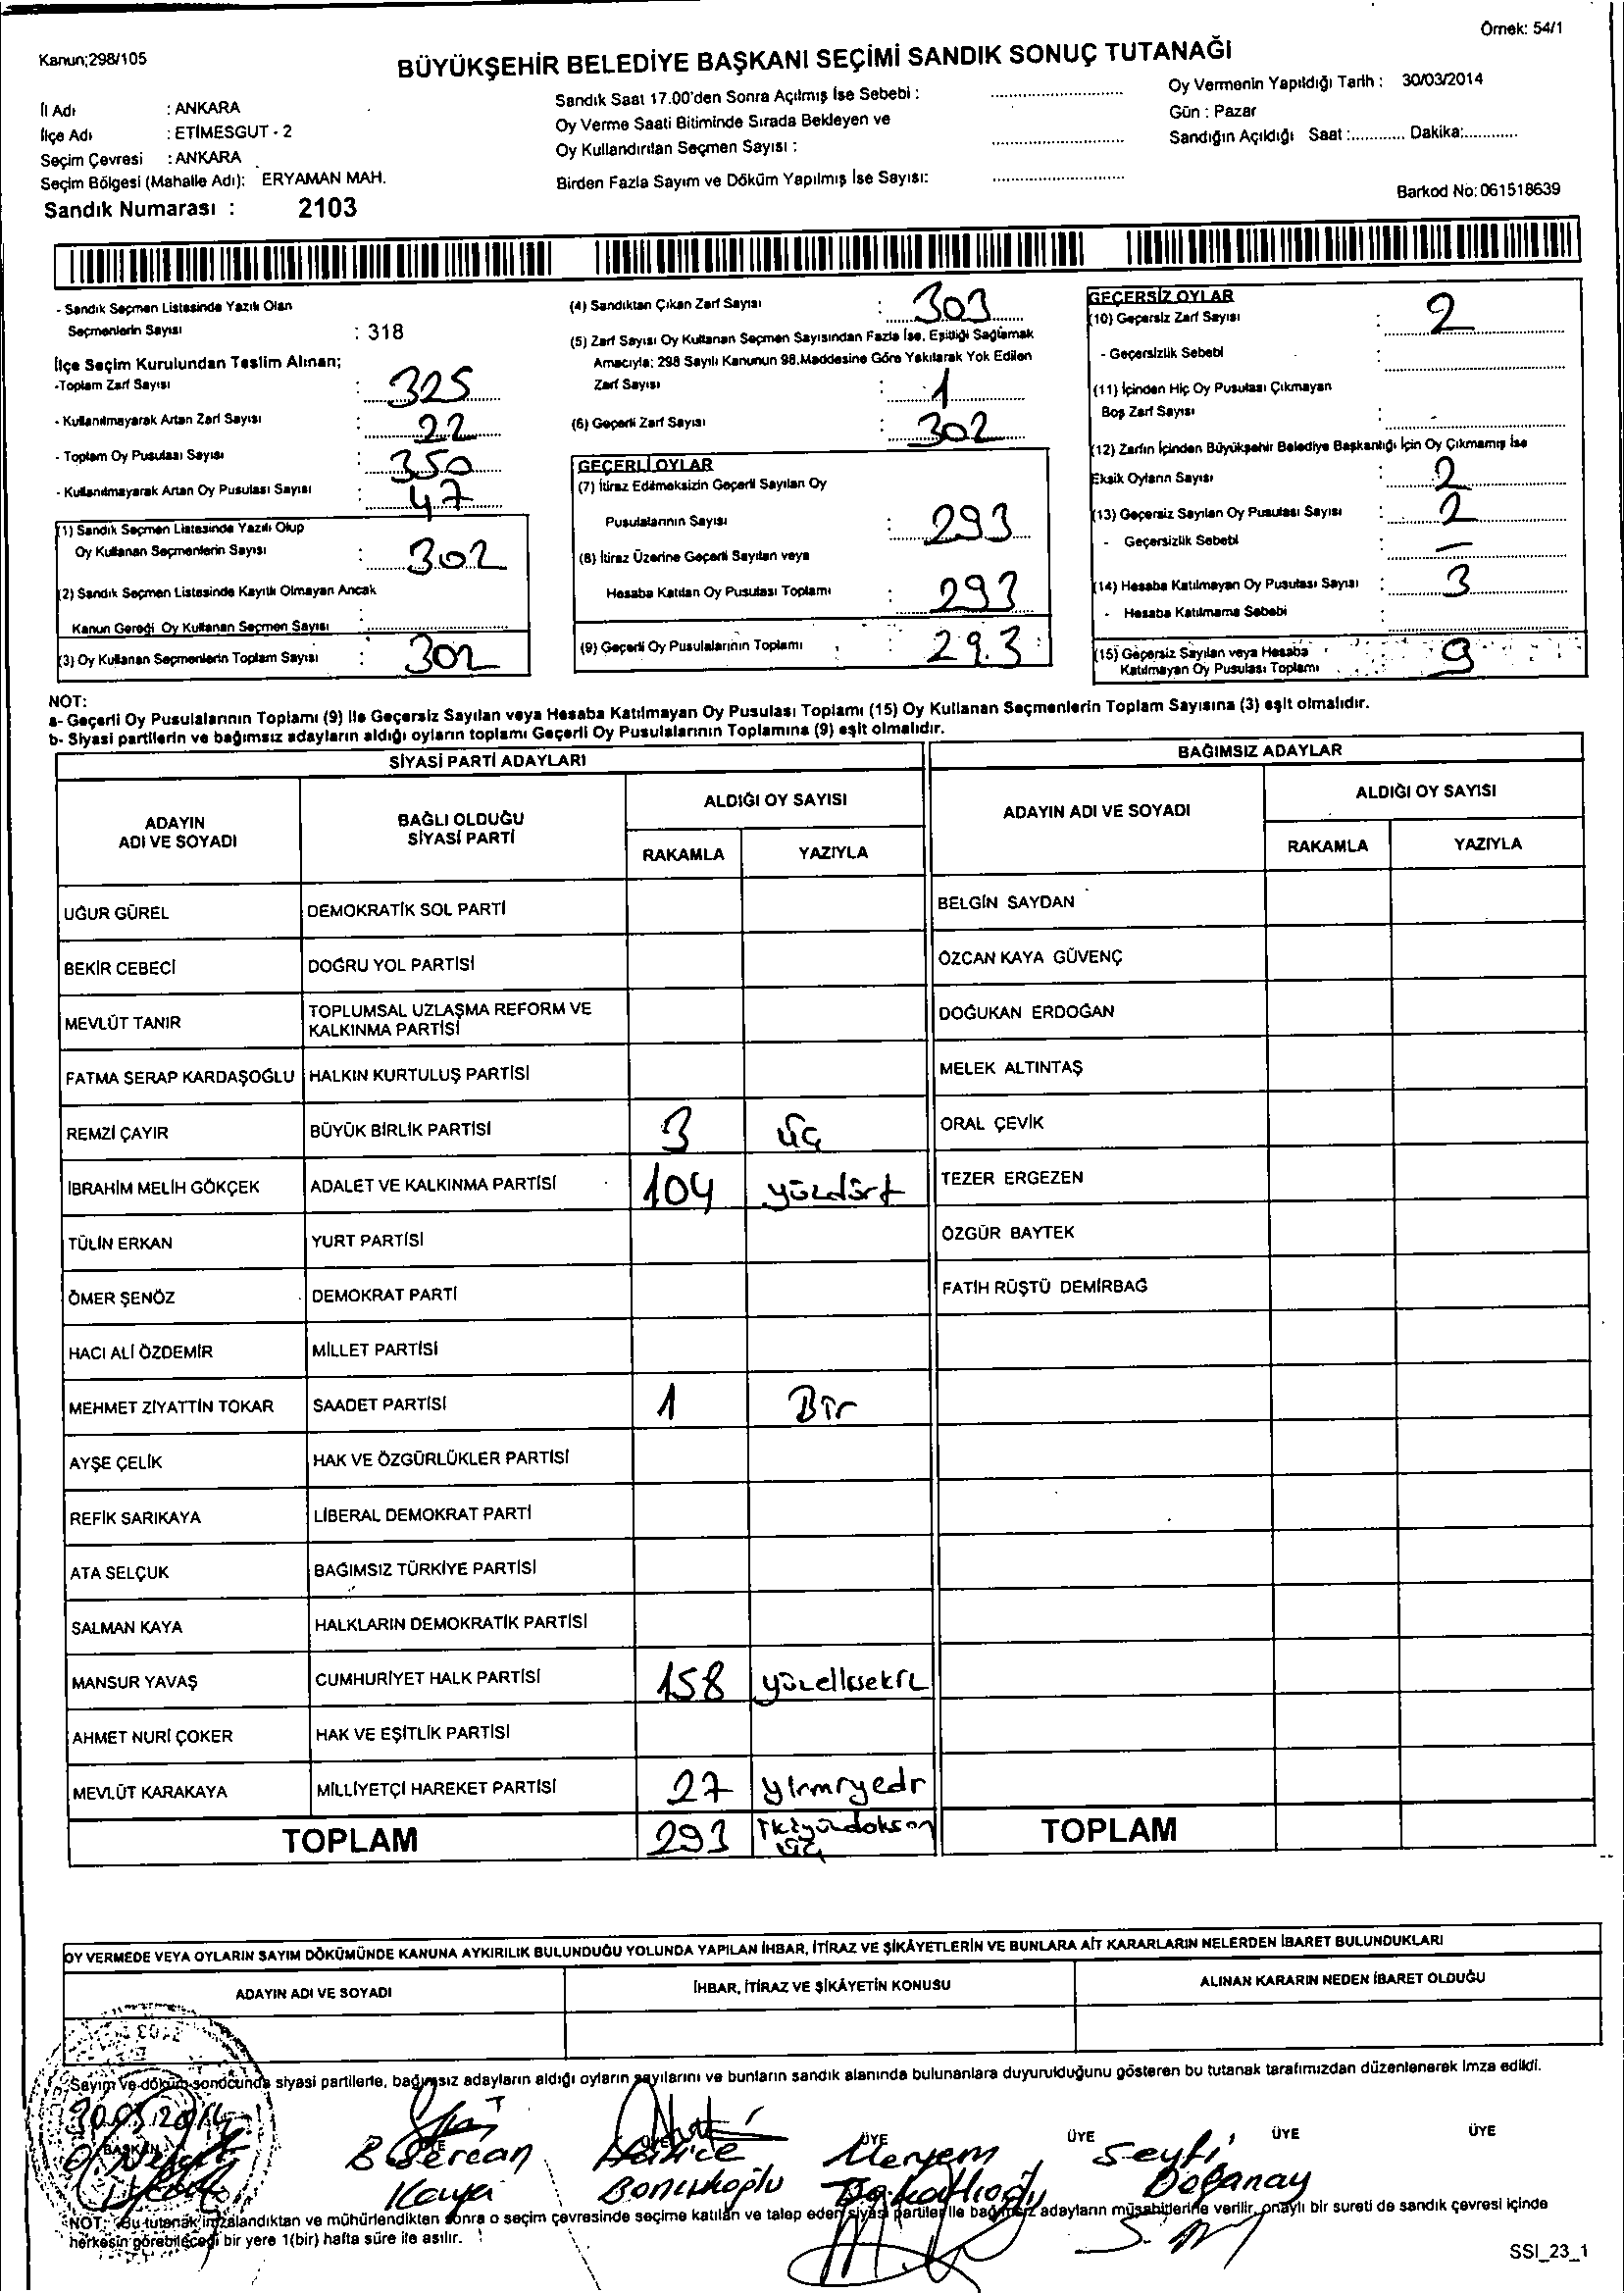 Örnek: 54/1
Kanun;298/105
BÜYÜKŞEHİR BELEDİYE BAŞKANI SEÇİMİ SANDIK SONUÇ TUTANAĞI
İl Adı : ANKARA
İlçe Adı : ETİMESGUT - 2
Seçim Çevresi : ANKARA
Seçim Bölgesi (Mahalle Adı): ERYAMAN MAH.
Sandık Numarası : 2103
Sandık Saat 17.00'den Sonra Açılmış İse Sebebi :
Oy Verme Saati Bitiminde Sırada Bekleyen ve
Oy Kullandırılan Seçmen Sayısı :
Birden Fazla Sayım ve Döküm Yapılmış İse Sayısı:
Oy Vermenin Yapıldığı Tarih : 30/03/2014
Gün : Pazar
Sandığın Açıldığı Saat :............ Dakika:............
Barkod No: 061518639
- Sandık Seçmen Listesinde Yazılı Olan
Seçmenlerin Sayısı : 318
İlçe Seçim Kurulundan Teslim Alınan;
-Toplam Zarf Sayısı : 325
- Kullanılmayarak Artan Zarf Sayısı : 22
- Toplam Oy Pusulası Sayısı : 350
- Kullanılmayarak Artan Oy Pusulası Sayısı : 47
(1) Sandık Seçmen Listesinde Yazılı Olup
Oy Kullanan Seçmenlerin Sayısı : 302
(2) Sandık Seçmen Listesinde Kayıtlı Olmayan Ancak
Kanun Gereği Oy Kullanan Seçmen Sayısı :
(3) Oy Kullanan Seçmenlerin Toplam Sayısı : 302
(4) Sandıktan Çıkan Zarf Sayısı : 303
(5) Zarf Sayısı Oy Kullanan Seçmen Sayısından Fazla İse, Eşitliği Sağlamak
Amacıyla; 298 Sayılı Kanunun 98.Maddesine Göre Yakılarak Yok Edilen
Zarf Sayısı : 1
(6) Geçerli Zarf Sayısı : 302
GEÇERLİ OYLAR
(7) İtiraz Edilmeksizin Geçerli Sayılan Oy
Pusulalarının Sayısı : 293
(8) İtiraz Üzerine Geçerli Sayılan veya
Hesaba Katılan Oy Pusulası Toplamı : 293
(9) Geçerli Oy Pusulalarının Toplamı : 293
GEÇERSİZ OYLAR
(10) Geçersiz Zarf Sayısı : 2
- Geçersizlik Sebebi :
(11) İçinden Hiç Oy Pusulası Çıkmayan
Boş Zarf Sayısı : -
(12) Zarfın İçinden Büyükşehir Belediye Başkanlığı İçin Oy Çıkmamış İse
Eksik Oyların Sayısı : 2
(13) Geçersiz Sayılan Oy Pusulası Sayısı : 2
- Geçersizlik Sebebi : -
(14) Hesaba Katılmayan Oy Pusulası Sayısı : 3
- Hesaba Katılmama Sebebi :
(15) Geçersiz Sayılan veya Hesaba
Katılmayan Oy Pusulası Toplamı : 9
NOT:
a- Geçerli Oy Pusulalarının Toplamı (9) ile Geçersiz Sayılan veya Hesaba Katılmayan Oy Pusulası Toplamı (15) Oy Kullanan Seçmenlerin Toplam Sayısına (3) eşit olmalıdır.
b- Siyasi partilerin ve bağımsız adayların aldığı oyların toplamı Geçerli Oy Pusulalarının Toplamına (9) eşit olmalıdır.
SİYASİ PARTİ ADAYLARI
ADAYIN
ADI VE SOYADI
BAĞLI OLDUĞU
SİYASİ PARTİ
ALDIĞI OY SAYISI
RAKAMLA YAZIYLA
UĞUR GÜREL DEMOKRATİK SOL PARTİ
BEKİR CEBECİ DOĞRU YOL PARTİSİ
MEVLÜT TANIR TOPLUMSAL UZLAŞMA REFORM VE
KALKINMA PARTİSİ
FATMA SERAP KARDAŞOĞLU HALKIN KURTULUŞ PARTİSİ
REMZİ ÇAYIR BÜYÜK BİRLİK PARTİSİ 3 üç
İBRAHİM MELİH GÖKÇEK ADALET VE KALKINMA PARTİSİ 104 yüzdört
TÜLİN ERKAN YURT PARTİSİ
ÖMER ŞENÖZ DEMOKRAT PARTİ
HACI ALİ ÖZDEMİR MİLLET PARTİSİ
MEHMET ZİYATTİN TOKAR SAADET PARTİSİ 1 Bir
AYŞE ÇELİK HAK VE ÖZGÜRLÜKLER PARTİSİ
REFİK SARIKAYA LİBERAL DEMOKRAT PARTİ
ATA SELÇUK BAĞIMSIZ TÜRKİYE PARTİSİ
SALMAN KAYA HALKLARIN DEMOKRATİK PARTİSİ
MANSUR YAVAŞ CUMHURİYET HALK PARTİSİ 158 yüzellisekiz
AHMET NURİ ÇOKER HAK VE EŞİTLİK PARTİSİ
MEVLÜT KARAKAYA MİLLİYETÇİ HAREKET PARTİSİ 27 yirmiyedi
TOPLAM 293 ikiyüzdoksan
üç
BAĞIMSIZ ADAYLAR
ADAYIN ADI VE SOYADI
ALDIĞI OY SAYISI
RAKAMLA YAZIYLA
BELGİN SAYDAN
ÖZCAN KAYA GÜVENÇ
DOĞUKAN ERDOĞAN
MELEK ALTINTAŞ
ORAL ÇEVİK
TEZER ERGEZEN
ÖZGÜR BAYTEK
FATİH RÜŞTÜ DEMİRBAĞ
TOPLAM
OY VERMEDE VEYA OYLARIN SAYIM DÖKÜMÜNDE KANUNA AYKIRILIK BULUNDUĞU YOLUNDA YAPILAN İHBAR, İTİRAZ VE ŞİKÂYETLERİN VE BUNLARA AİT KARARLARIN NELERDEN İBARET BULUNDUKLARI
ADAYIN ADI VE SOYADI İHBAR, İTİRAZ VE ŞİKÂYETİN KONUSU ALINAN KARARIN NEDEN İBARET OLDUĞU
Sayım ve döküm sonucunda siyasi partilerle, bağımsız adayların aldığı oyların sayılarını ve bunların sandık alanında bulunanlara duyurulduğunu gösteren bu tutanak tarafımızdan düzenlenerek imza edildi.
30.03.2014
BAŞKAN ÜYE ÜYE ÜYE ÜYE
B. Sercan Hatice Meryem Seyfi
Kaya Doğanay
NOT: Bu tutanak imzalandıktan ve mühürlendikten sonra o seçim çevresinde seçime katılan ve talep eden siyasi partiler ile bağımsız adayların müşahitlerine verilir, onaylı bir sureti de sandık çevresi içinde
herkesin görebileceği bir yere 1(bir) hafta süre ile asılır.
SSI_23_1